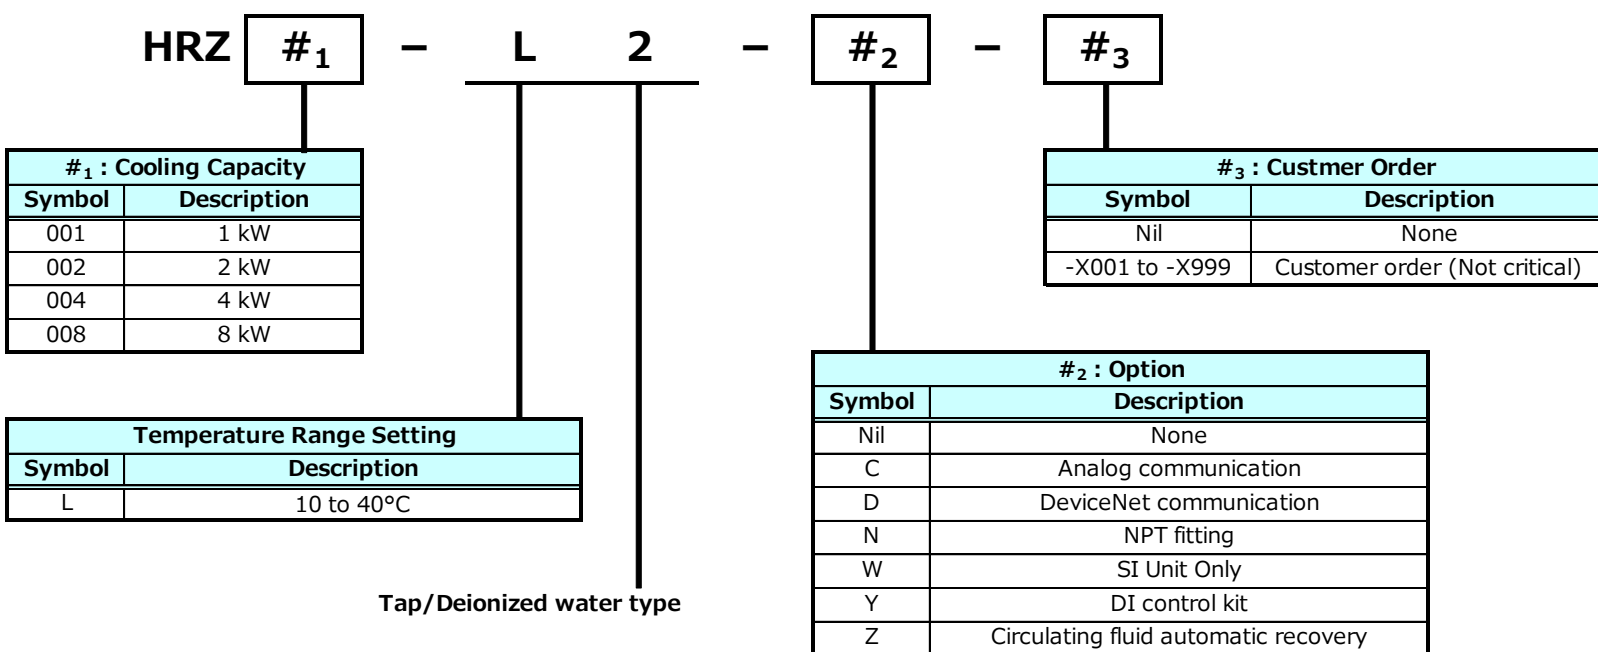 HRZ #1 – L 2 – #2 – #3
#1 : Cooling Capacity
Symbol Description
001 1 kW
002 2 kW
004 4 kW
008 8 kW
#3 : Custmer Order
Symbol Description
Nil None
-X001 to -X999 Customer order (Not critical)
Temperature Range Setting
Symbol Description
L 10 to 40°C
Tap/Deionized water type
#2 : Option
Symbol Description
Nil None
C Analog communication
D DeviceNet communication
N NPT fitting
W SI Unit Only
Y DI control kit
Z Circulating fluid automatic recovery